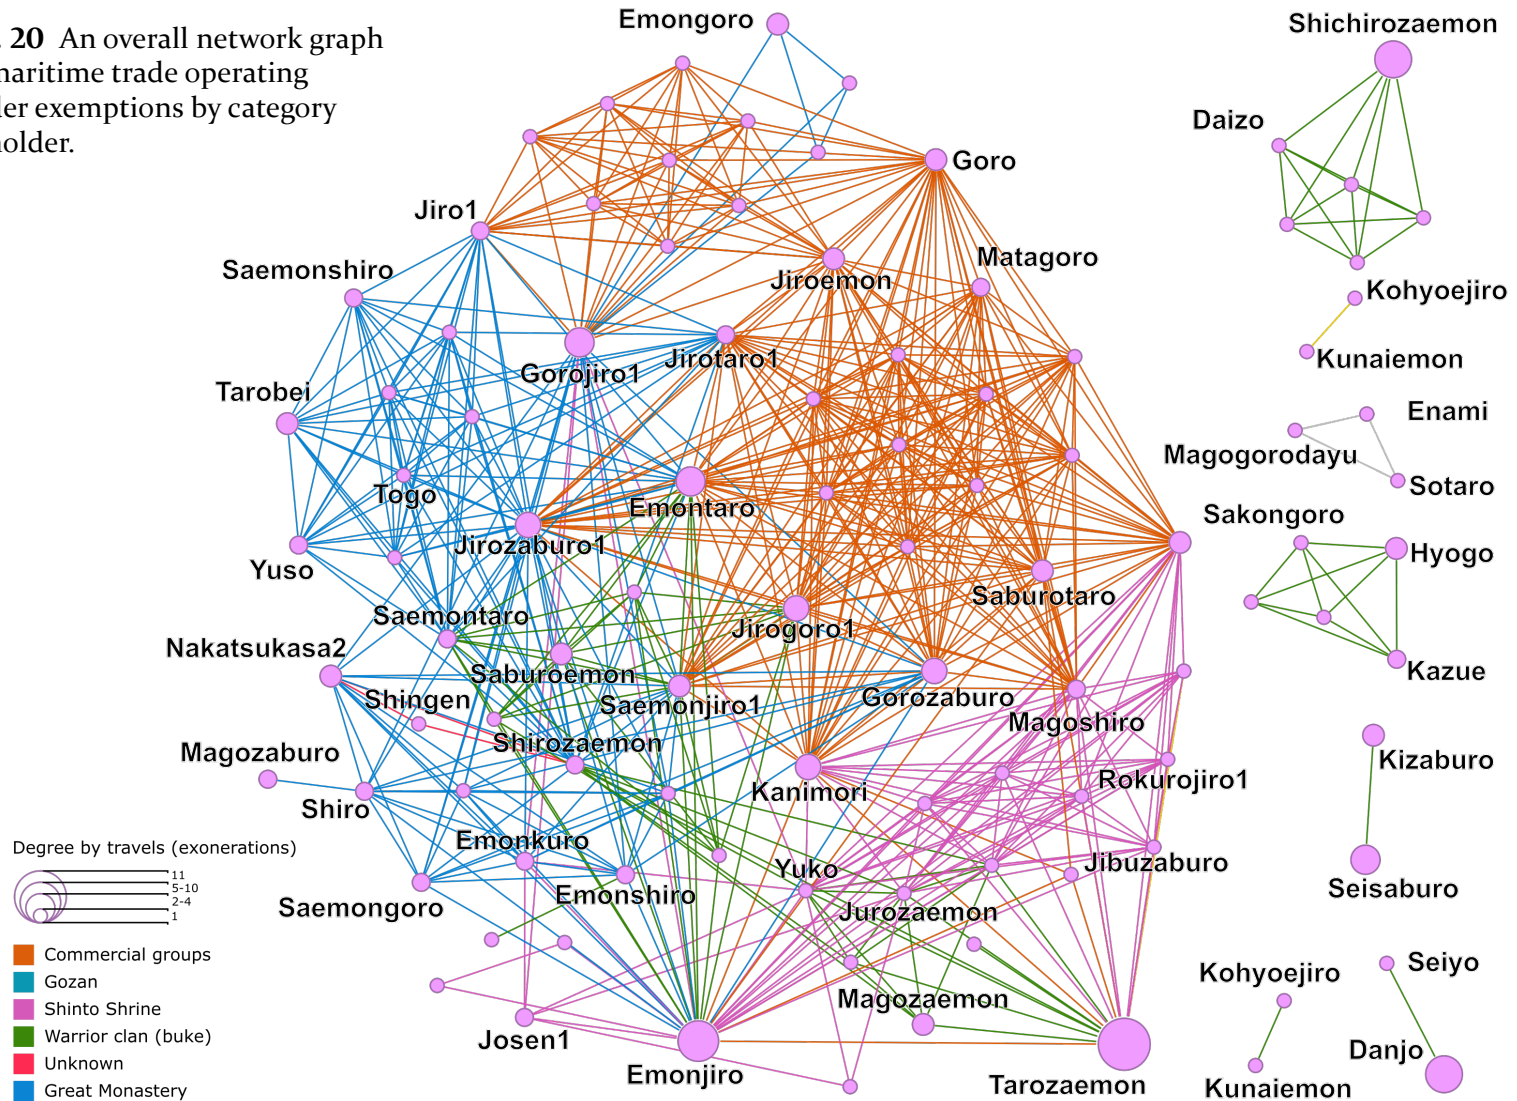 20 An overall network graph
maritime trade operating
exemptions by category
holder.
Emongoro
Shichirozaemon
Daizo
Goro
Jiro1
Matagoro
Saemonshiro
Jiroemon
Kohyoejiro
Jirotaro1
Kunaiemon
Gorojiro1
Tarobei
Enami
Magogorodayu
Togo
Sotaro
Emontaro
Sakongoro
Jirozaburo1
Hyogo
Yuso
Saburotaro
Saemontaro
Jirogoro1
Nakatsukasa2
Saburoemon
Kazue
Shingen
Saemonjiro1
Gorozaburo
Magoshiro
Shirozaemon
Magozaburo
Kizaburo
Rokurojiro1
Kanimori
Shiro
Emonkuro
Jibuzaburo
Yuko
Seisaburo
Emonshiro
Saemongoro
Jurozaemon
Seiyo
Kohyoejiro
Magozaemon
Josen1
Danjo
Emonjiro
Tarozaemon
Kunaiemon
Degree by travels (exonerations)
11
5-10
2-4
1
Commercial groups
Gozan
Shinto Shrine
Warrior clan (buke)
Unknown
Great Monastery